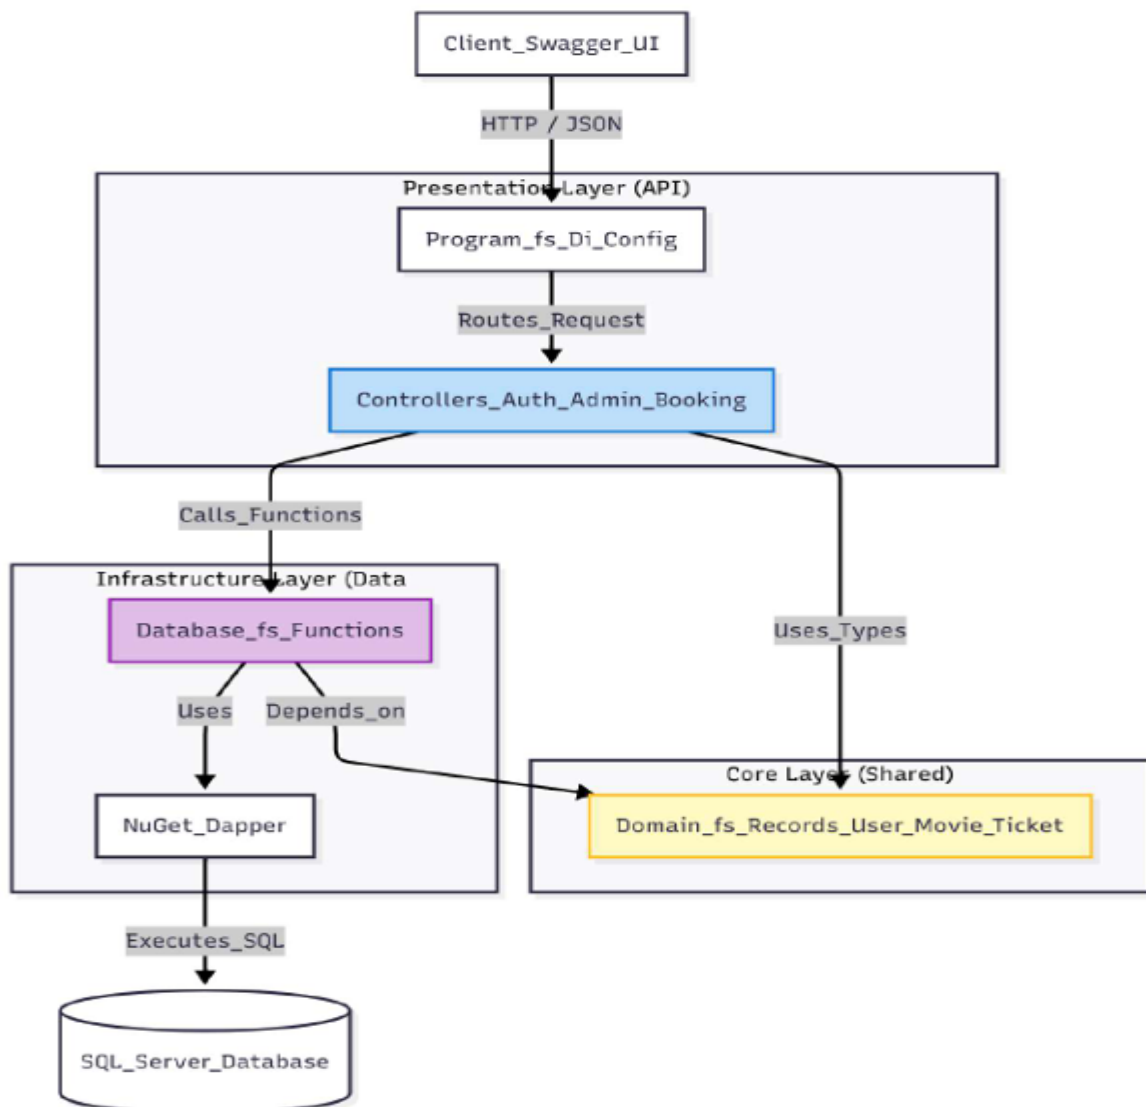 Client_Swagger_UI
HTTP / JSON
Presentation Layer (API)
Program_fs_Di_Config
Routes_Request
Controllers_Auth_Admin_Booking
Calls_Functions
Infrastructure Layer (Data
Database_fs_Functions
Uses_Types
Uses
Depends_on
Core Layer (Shared)
NuGet_Dapper
Domain_fs_Records_User_Movie_Ticket
Executes_SQL
SQL_Server_Database